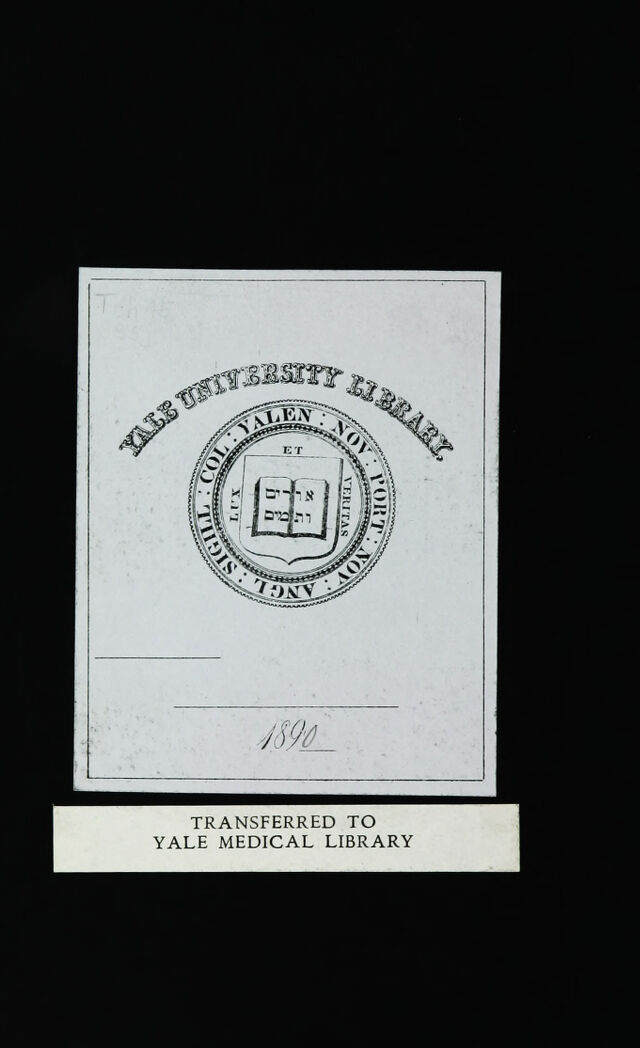 YALE UNIVERSITY LIBRARY.
SIGILL : COL : YALEN : NOV : PORT : NOV : ANGL :
ET
LUX
VERITAS
אורים
ותמים
1890
TRANSFERRED TO
YALE MEDICAL LIBRARY